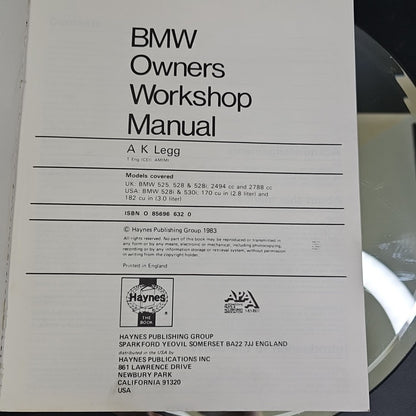 BMW
Owners
Workshop
Manual
A K Legg
T Eng (CEI), AMIMI
Models covered
UK: BMW 525, 528 & 528i, 2494 cc and 2788 cc
USA: BMW 528i & 530i, 170 cu in (2.8 liter) and
182 cu in (3.0 liter)
ISBN 0 85696 632 0
© Haynes Publishing Group 1983
All rights reserved. No part of this book may be reproduced or transmitted in
any form or by any means, electronic or mechanical, including photocopying,
recording or by any information storage or retrieval system, without permission
in writing from the copyright holder.
Printed in England
Haynes
THE
BOOK
HAYNES PUBLISHING GROUP
SPARKFORD YEOVIL SOMERSET BA22 7JJ ENGLAND
distributed in the USA by
HAYNES PUBLICATIONS INC
861 LAWRENCE DRIVE
NEWBURY PARK
CALIFORNIA 91320
USA